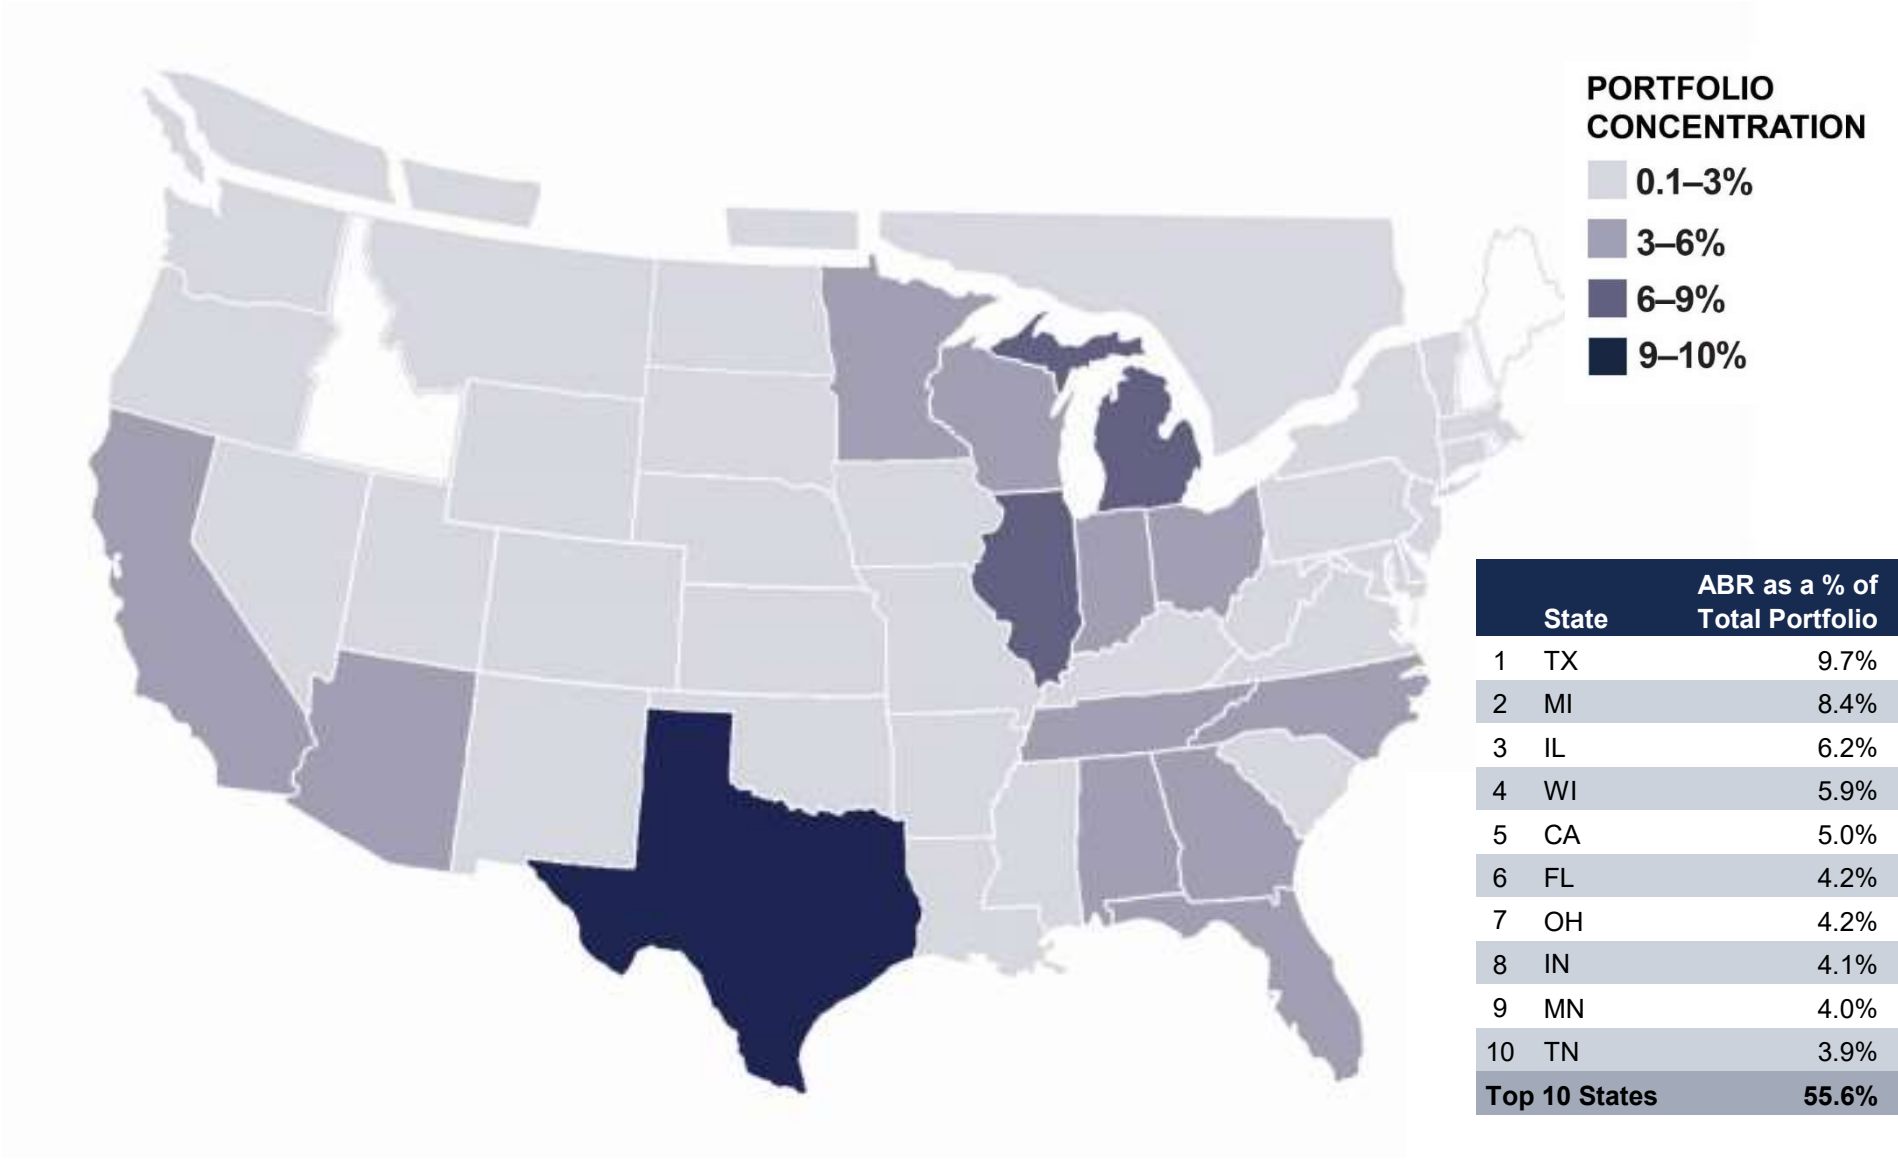 PORTFOLIO
CONCENTRATION
0.1–3%
3–6%
6–9%
9–10%
ABR as a % of
State Total Portfolio
1 TX 9.7%
2 MI 8.4%
3 IL 6.2%
4 WI 5.9%
5 CA 5.0%
6 FL 4.2%
7 OH 4.2%
8 IN 4.1%
9 MN 4.0%
10 TN 3.9%
Top 10 States 55.6%